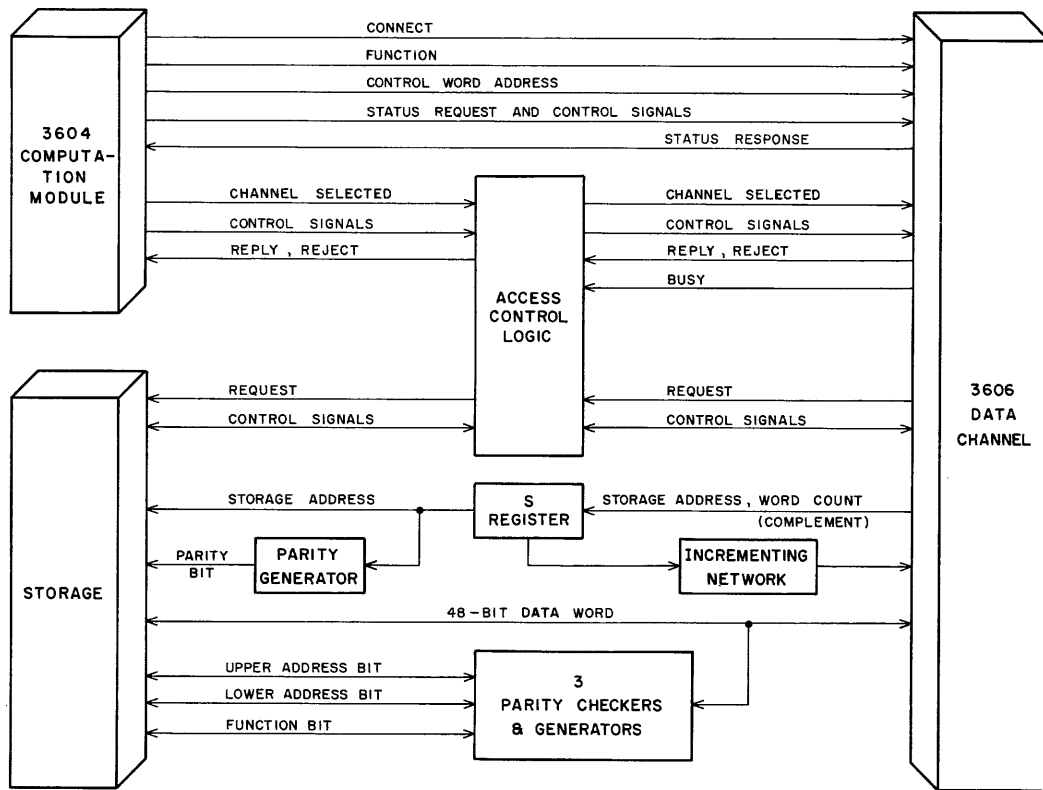 CONNECT
FUNCTION
CONTROL WORD ADDRESS
STATUS REQUEST AND CONTROL SIGNALS
STATUS RESPONSE
3604
COMPUTA-
TION
MODULE
CHANNEL SELECTED
CONTROL SIGNALS
REPLY, REJECT
ACCESS
CONTROL
LOGIC
CHANNEL SELECTED
CONTROL SIGNALS
REPLY, REJECT
BUSY
3606
DATA
CHANNEL
REQUEST
CONTROL SIGNALS
REQUEST
CONTROL SIGNALS
STORAGE
STORAGE ADDRESS
S
REGISTER
STORAGE ADDRESS, WORD COUNT
(COMPLEMENT)
PARITY
BIT
PARITY
GENERATOR
INCREMENTING
NETWORK
48-BIT DATA WORD
UPPER ADDRESS BIT
LOWER ADDRESS BIT
FUNCTION BIT
3
PARITY CHECKERS
& GENERATORS